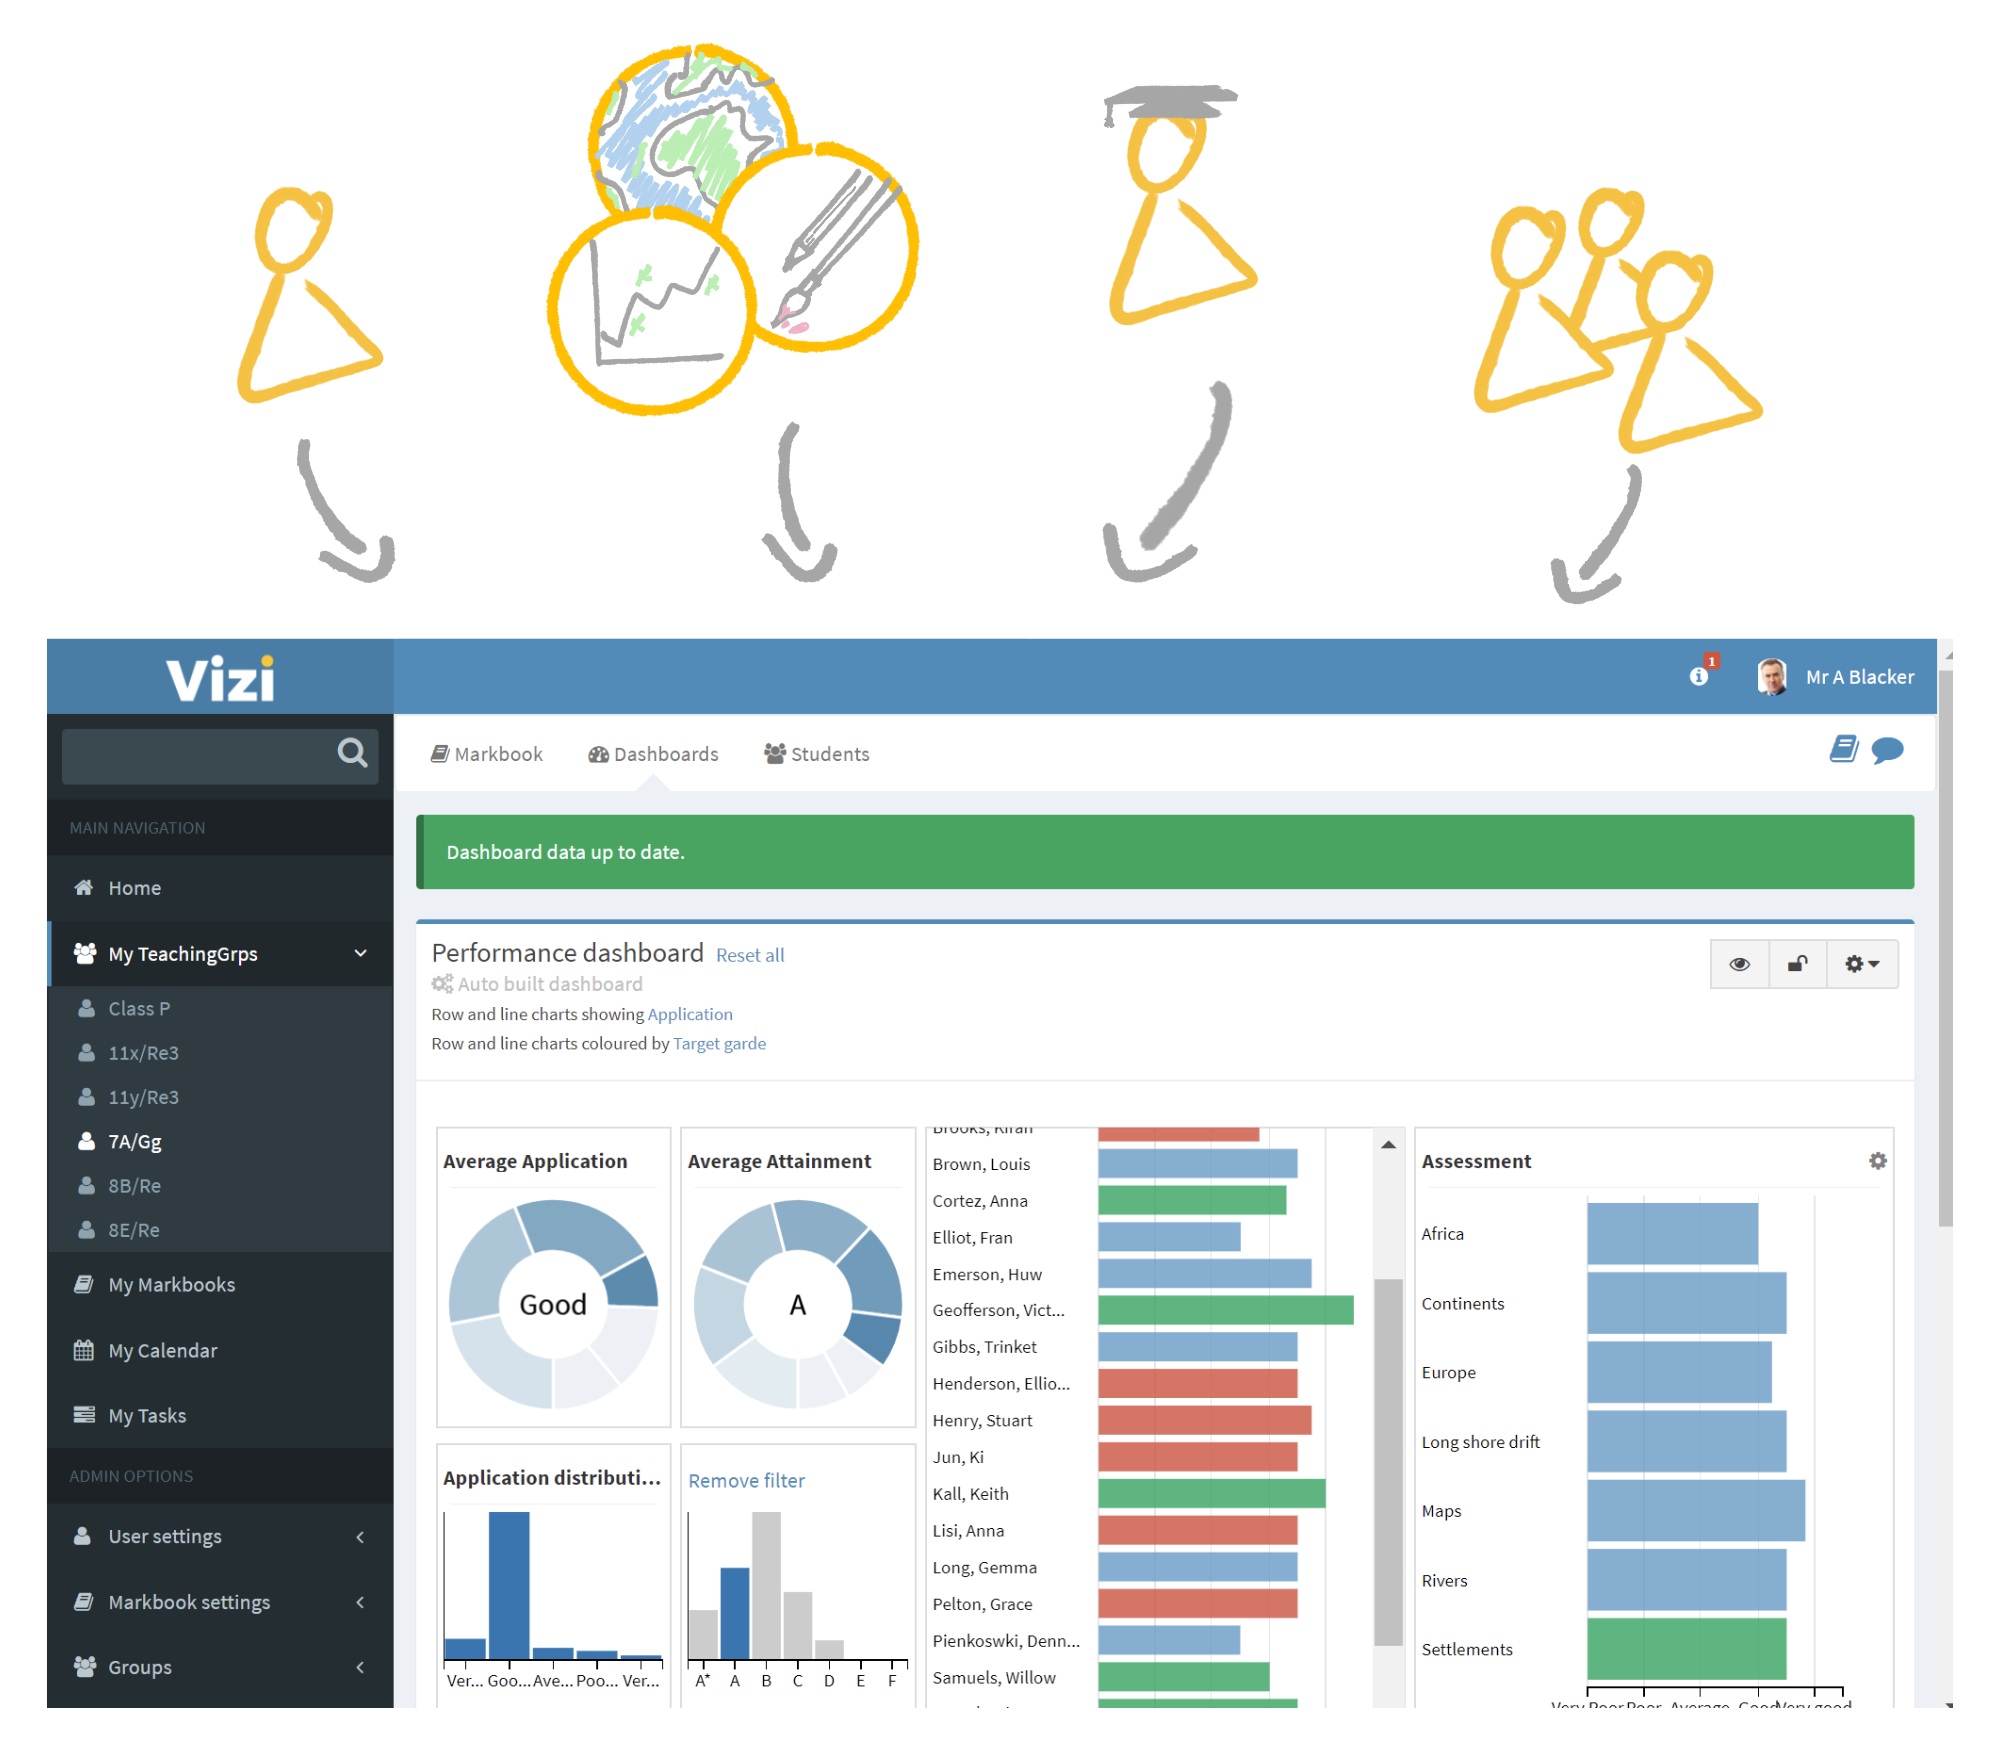 Vizi
1
Mr A Blacker
Markbook
Dashboards
Students
MAIN NAVIGATION
Home
My TeachingGrps
Class P
11x/Re3
11y/Re3
7A/Gg
8B/Re
8E/Re
My Markbooks
My Calendar
My Tasks
ADMIN OPTIONS
User settings
Markbook settings
Groups
Dashboard data up to date.
Performance dashboard Reset all
Auto built dashboard
Row and line charts showing Application
Row and line charts coloured by Target garde
Average Application
Good
Average Attainment
A
Application distributi...
Ver... Goo... Ave... Poo... Ver...
Remove filter
A* A B C D E F
Brooks, Kiran
Brown, Louis
Cortez, Anna
Elliot, Fran
Emerson, Huw
Geofferson, Vict...
Gibbs, Trinket
Henderson, Ellio...
Henry, Stuart
Jun, Ki
Kall, Keith
Lisi, Anna
Long, Gemma
Pelton, Grace
Pienkoswki, Denn...
Samuels, Willow
Assessment
Africa
Continents
Europe
Long shore drift
Maps
Rivers
Settlements
Very Poor Poor Average Good Very good